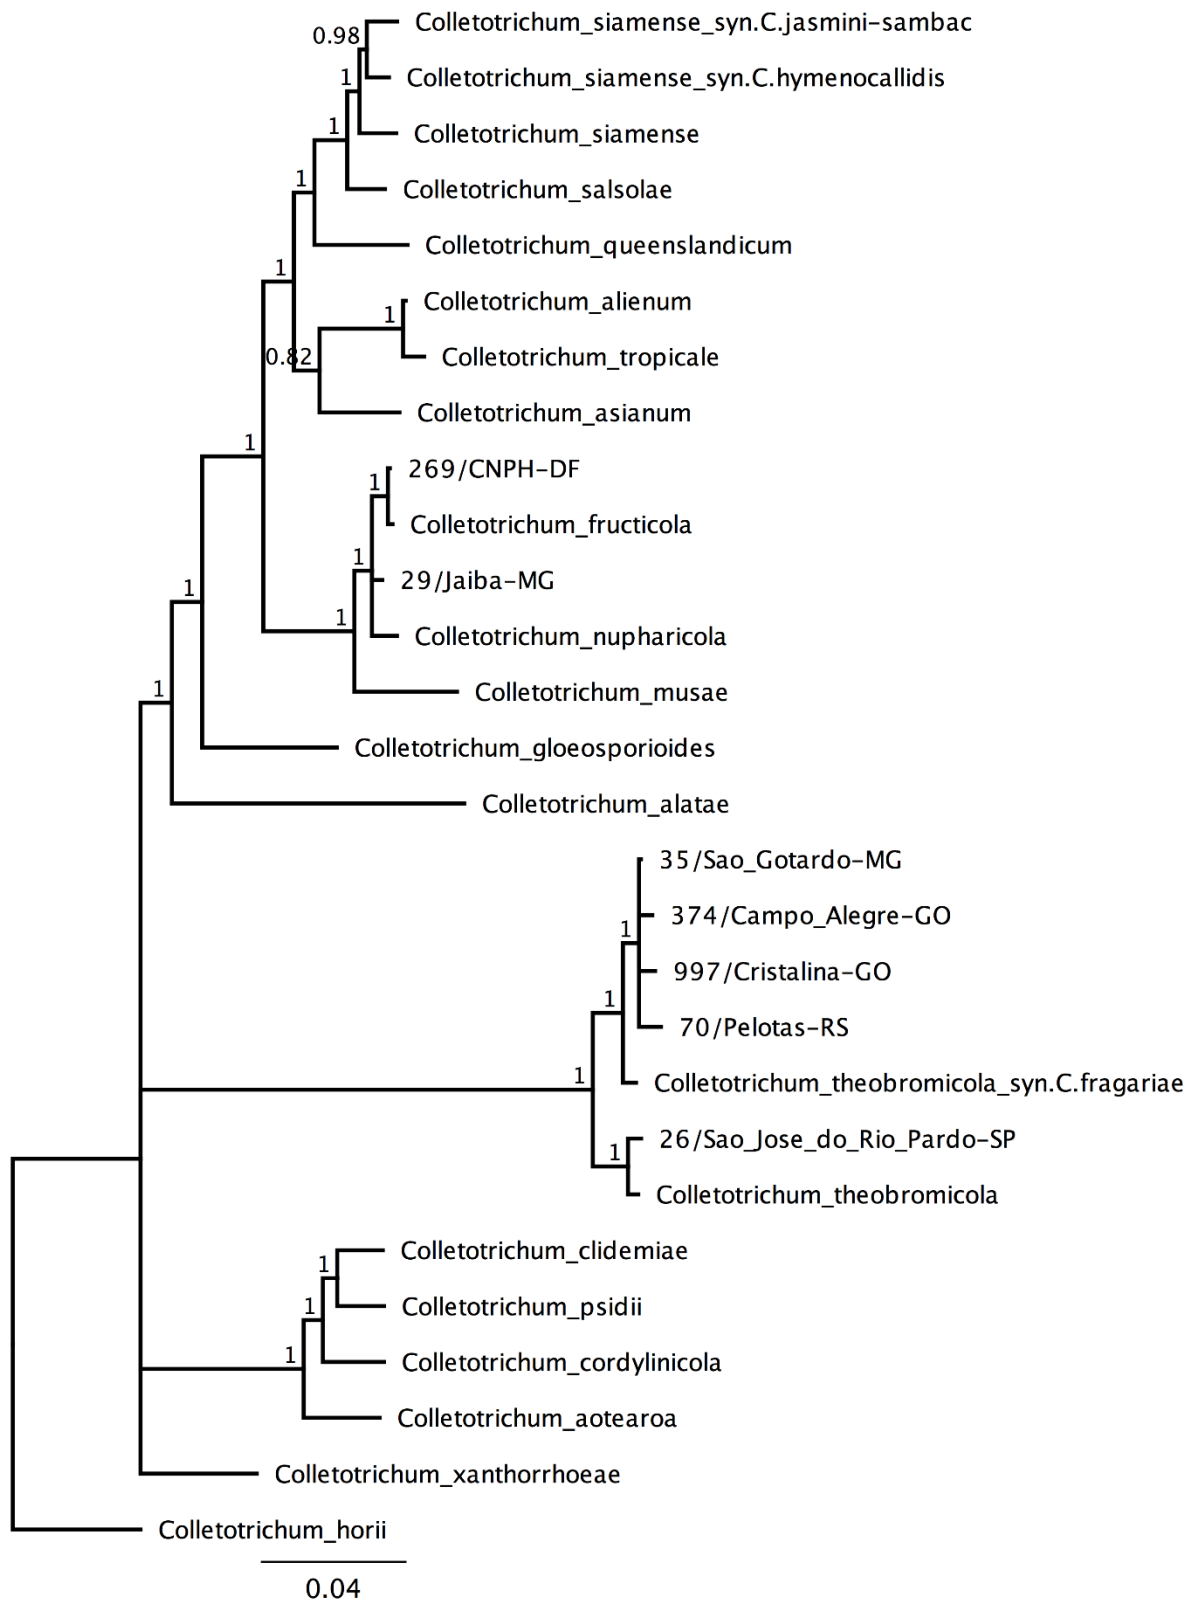 0.98
Colletotrichum_siamense_syn.C.jasmini-sambac
1
Colletotrichum_siamense_syn.C.hymenocallidis
1
Colletotrichum_siamense
1
Colletotrichum_salsolae
1
Colletotrichum_queenslandicum
1
Colletotrichum_alienum
0.82
Colletotrichum_tropicale
Colletotrichum_asianum
1
1
269/CNPH-DF
Colletotrichum_fructicola
1
29/Jaiba-MG
1
Colletotrichum_nupharicola
1
Colletotrichum_musae
1
Colletotrichum_gloeosporioides
Colletotrichum_alatae
35/Sao_Gotardo-MG
1
374/Campo_Alegre-GO
1
997/Cristalina-GO
70/Pelotas-RS
1
Colletotrichum_theobromicola_syn.C.fragariae
1
26/Sao_Jose_do_Rio_Pardo-SP
Colletotrichum_theobromicola
1
Colletotrichum_clidemiae
1
Colletotrichum_psidii
1
Colletotrichum_cordylinicola
Colletotrichum_aotearoa
Colletotrichum_xanthorrhoeae
Colletotrichum_horii
0.04